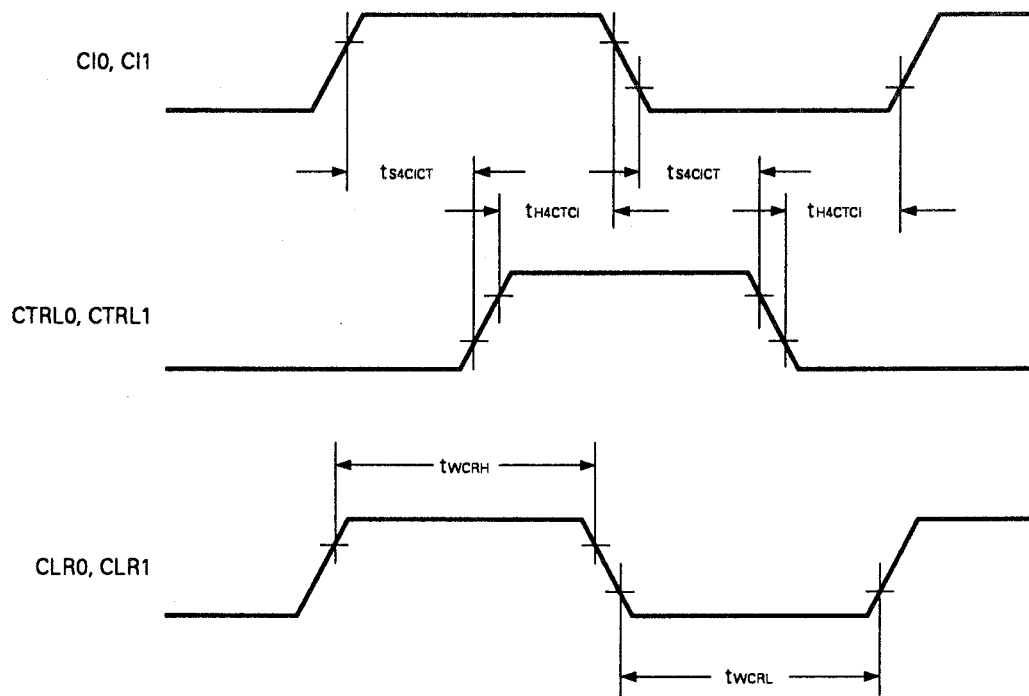 CI0, CI1
tS4CICT
tS4CICT
tH4CTCI
tH4CTCI
CTRL0, CTRL1
tWCRH
CLR0, CLR1
tWCRL